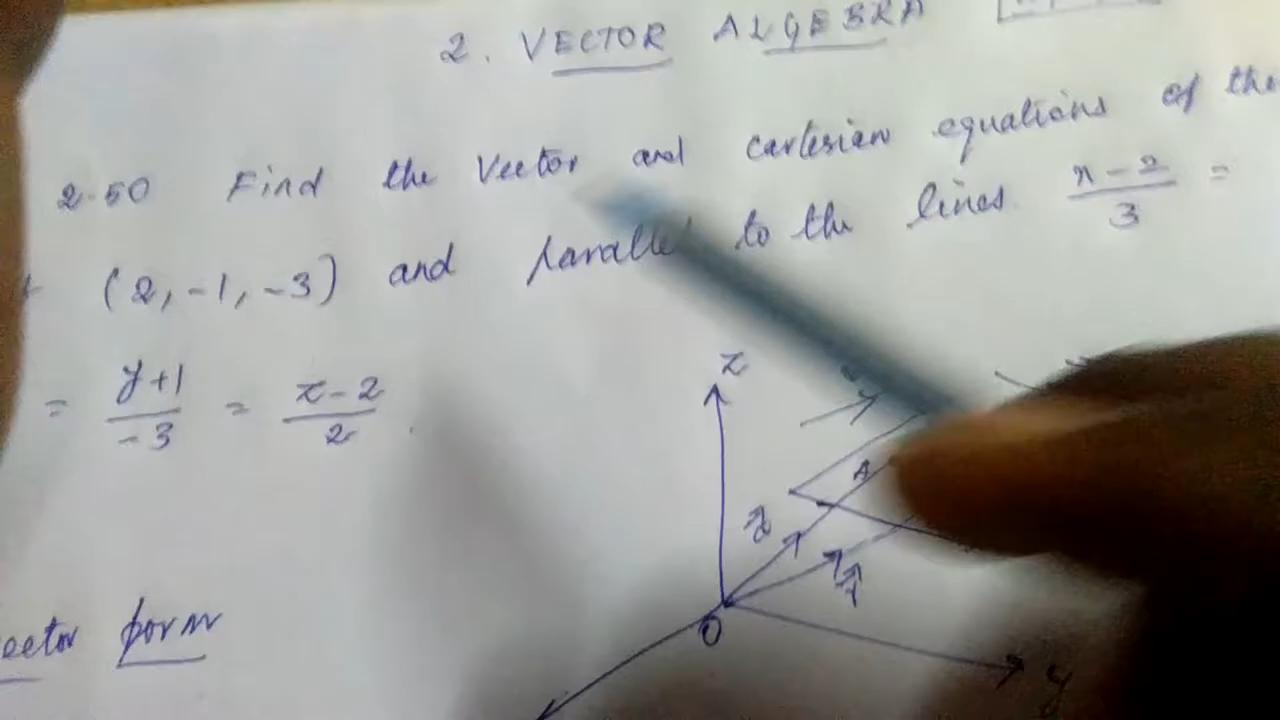 2. VECTOR ALGEBRA
2.50 Find the Vector and cartesian equations of the
(2, -1, -3) and parallel to the lines x-2/3 =
= y+1/-3 = z-2/2 .
z
A
O
y
form